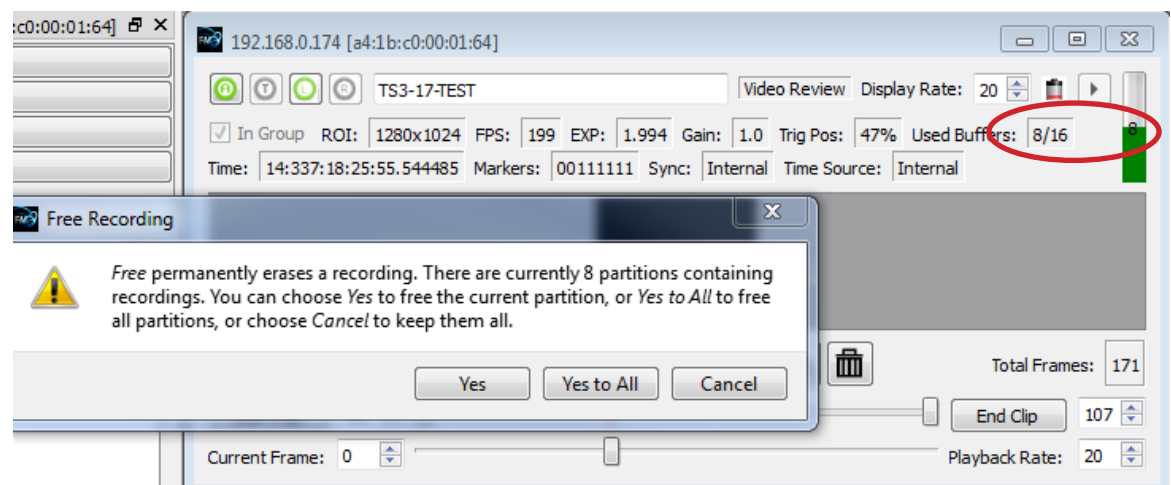 :c0:00:01:64]
192.168.0.174 [a4:1b:c0:00:01:64]
A T L R TS3-17-TEST Video Review Display Rate: 20
In Group ROI: 1280x1024 FPS: 199 EXP: 1.994 Gain: 1.0 Trig Pos: 47% Used Buffers: 8/16 8
Time: 14:337:18:25:55.544485 Markers: 00111111 Sync: Internal Time Source: Internal
Free Recording
Free permanently erases a recording. There are currently 8 partitions containing
recordings. You can choose Yes to free the current partition, or Yes to All to free
all partitions, or choose Cancel to keep them all.
Yes Yes to All Cancel
Total Frames: 171
End Clip 107
Current Frame: 0 Playback Rate: 20